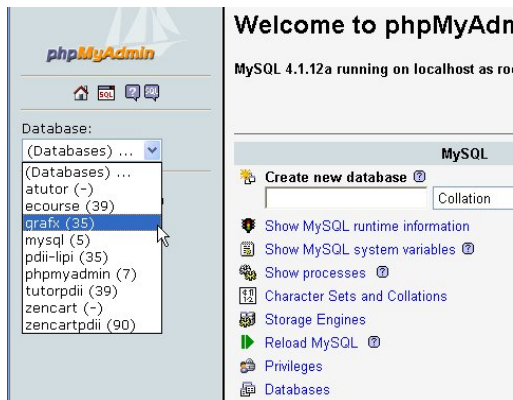 phpMyAdmin
SQL
Database:
(Databases) ...
(Databases) ...
atutor (-)
ecourse (39)
grafx (35)
mysql (5)
pdii-lipi (35)
phpmyadmin (7)
tutorpdii (39)
zencart (-)
zencartpdii (90)
Welcome to phpMyAdm
MySQL 4.1.12a running on localhost as ro
MySQL
Create new database
Collation
Show MySQL runtime information
Show MySQL system variables
Show processes
Character Sets and Collations
Storage Engines
Reload MySQL
Privileges
Databases